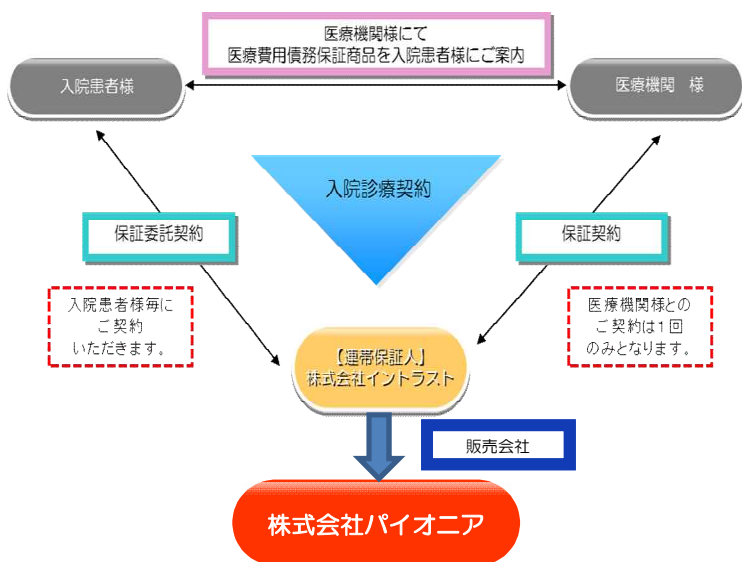 医療機関様にて
医療費用債務保証商品を入院患者様にご案内
入院患者様
医療機関　様
入院診療契約
保証委託契約
保証契約
入院患者様毎に
ご契約
いただきます。
医療機関様との
ご契約は1回
のみとなります。
【連帯保証人】
株式会社イントラスト
販売会社
株式会社パイオニア